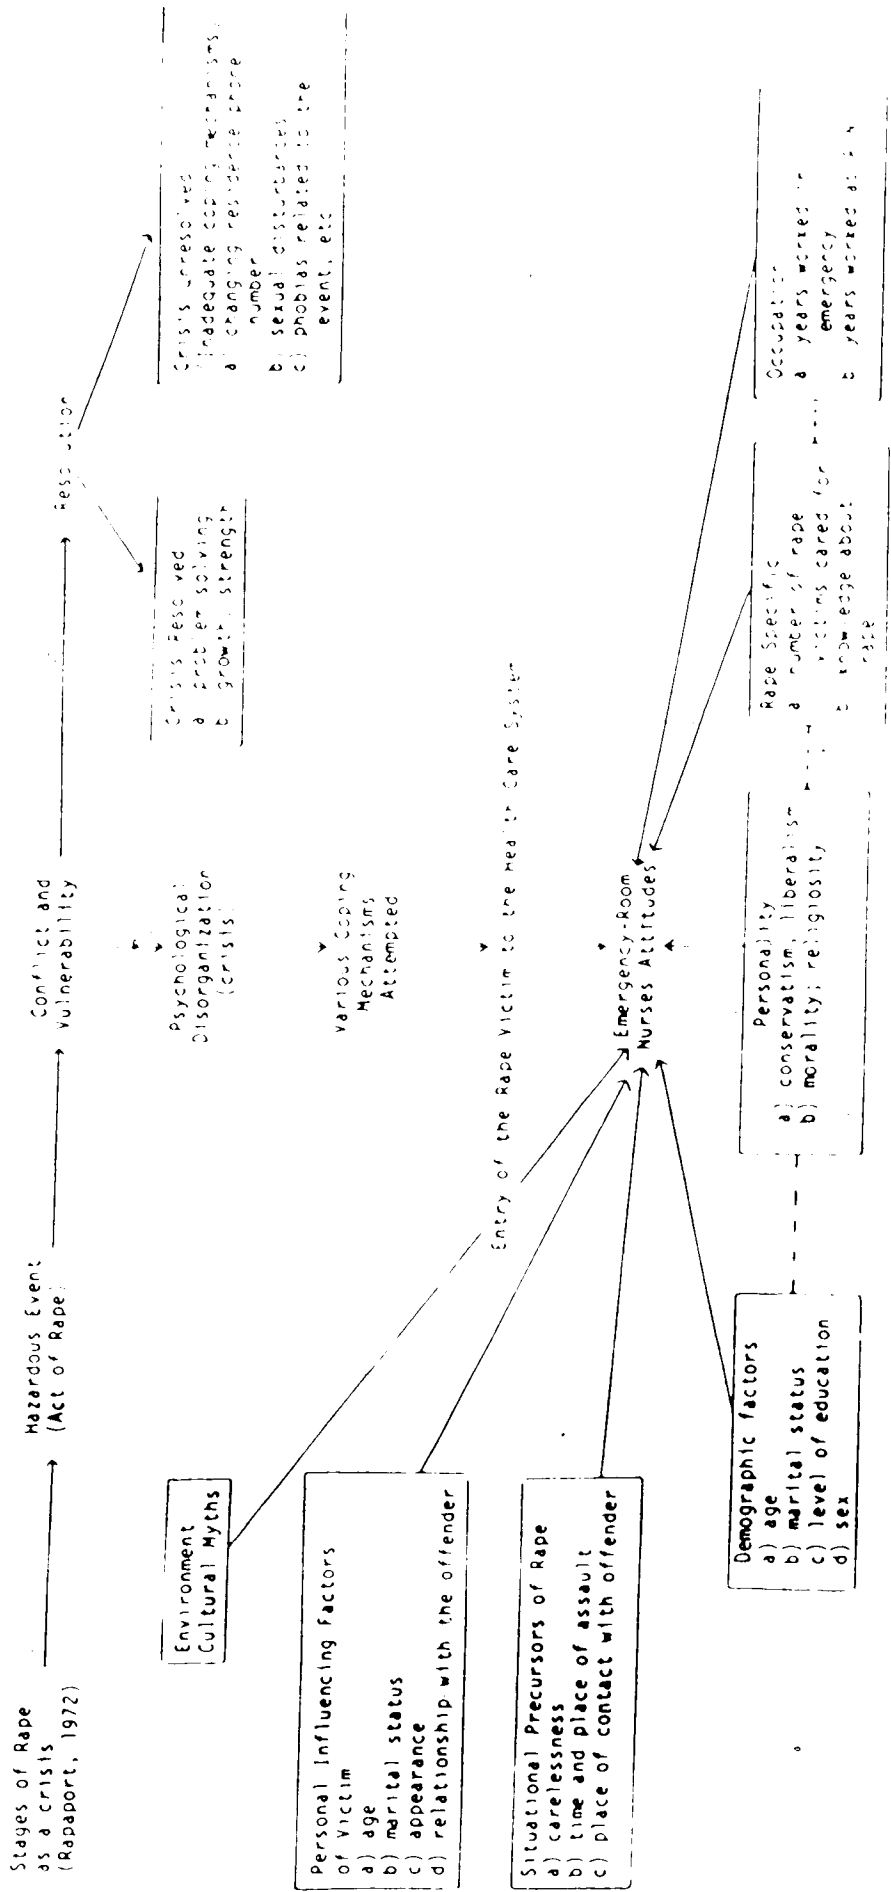 Stages of Rape
as a crisis
(Rapaport, 1972)
Hazardous Event
(Act of Rape)
Conflict and
Vulnerability
Resolution
Environment
Cultural Myths
Psychological
Disorganization
(crisis)
Crisis Resolved
a problem solving
b growth, strength
Crisis Unresolved
Inadequate coping mechanisms,
a changing residence phone
number
b) sexual disturbances
c) phobias related to the
event, etc
Personal Influencing Factors
of Victim
a) age
b) marital status
c) appearance
d) relationship with the offender
Various Coping
Mechanisms
Attempted
Entry of the Rape Victim to the Health Care System
Situational Precursors of Rape
a) carelessness
b) time and place of assault
c) place of contact with offender
Emergency-Room
Nurses Attitudes
Demographic factors
a) age
b) marital status
c) level of education
d) sex
Personality
a) conservatism, liberalism
b) morality; religiosity,
Rape Specific
a number of rape
victims cared for
b knowledge about
rape
Occupation
a years worked in
emergency
b years worked as